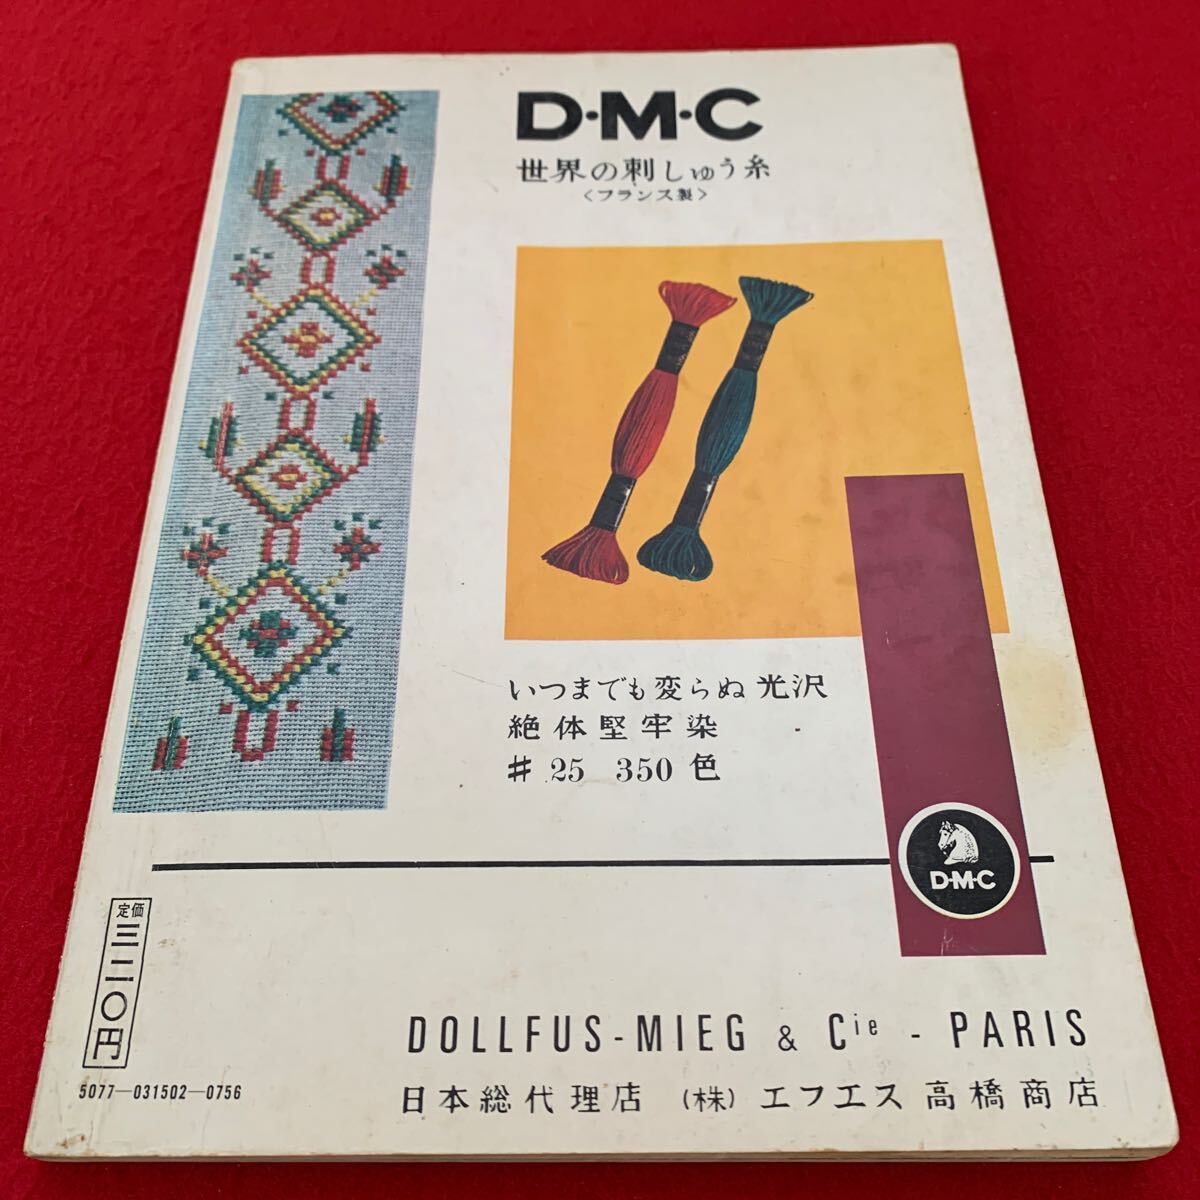 D·M·C
世界の刺しゅう糸
〈フランス製〉
いつまでも変らぬ光沢
絶体堅牢染
# 25 350 色
D·M·C
定価
三二〇円
5077—031502—0756
DOLLFUS-MIEG & Cie - PARIS
日本総代理店 (株) エフエス高橋商店